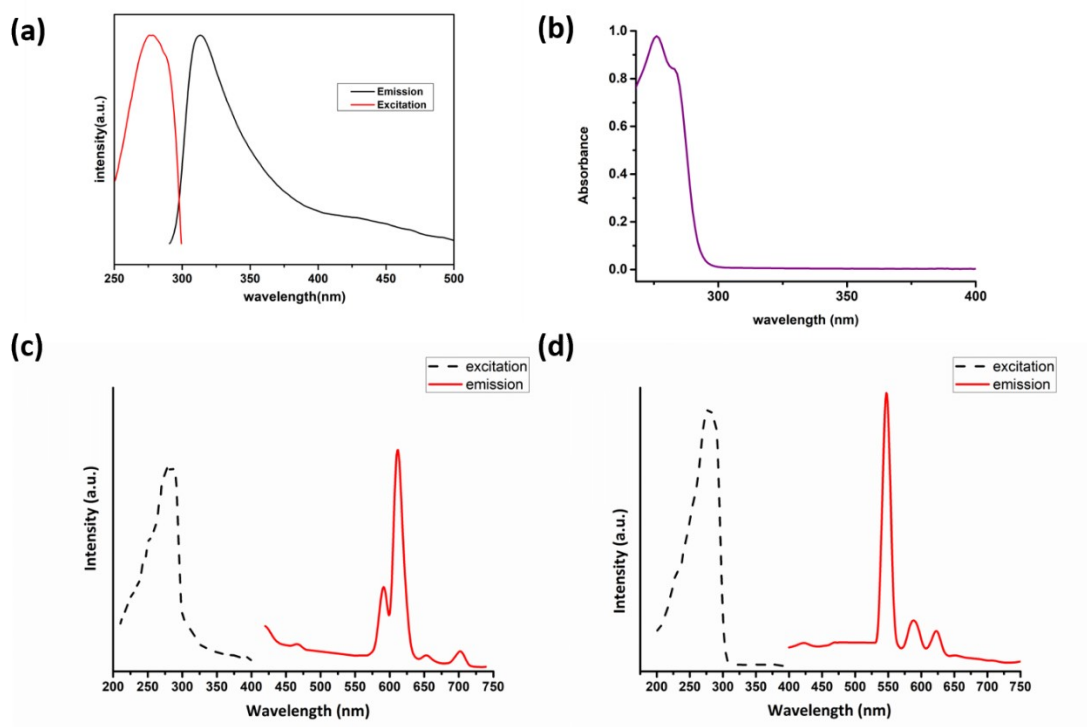 (a)
intensity(a.u.)
Emission
Excitation
250 300 350 400 450 500
wavelength(nm)
(b)
Absorbance
1.0
0.8
0.6
0.4
0.2
0.0
300 350 400
wavelength (nm)
(c)
excitation
emission
Intensity (a.u.)
200 250 300 350 400 450 500 550 600 650 700 750
Wavelength (nm)
(d)
excitation
emission
Intensity (a.u.)
200 250 300 350 400 450 500 550 600 650 700 750
Wavelength (nm)